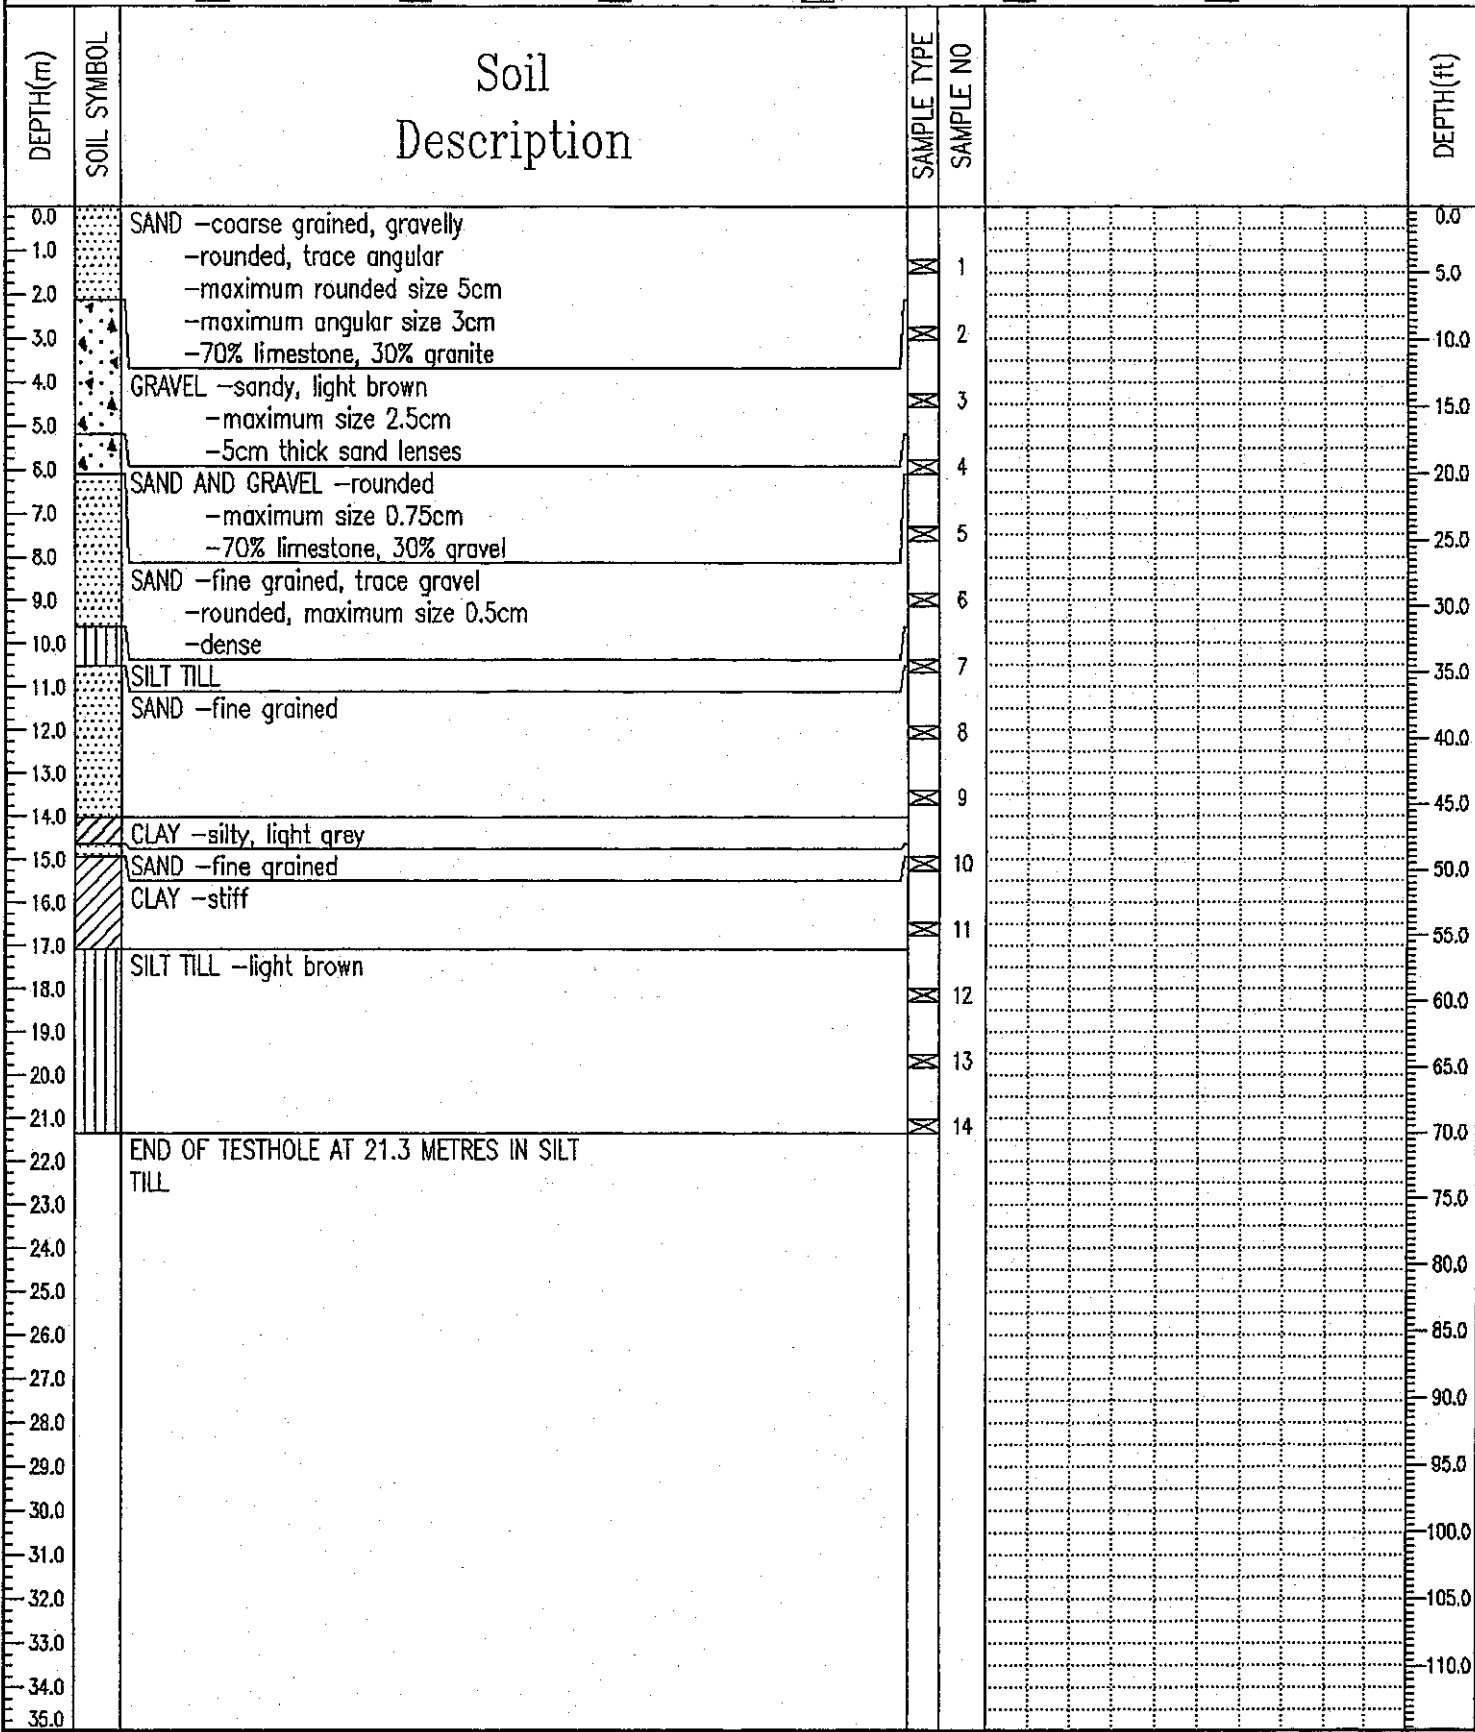 DEPTH(m)
SOIL SYMBOL
Soil
Description
SAMPLE TYPE
SAMPLE NO
DEPTH(ft)
0.0
1.0
2.0
3.0
4.0
5.0
6.0
7.0
8.0
9.0
10.0
11.0
12.0
13.0
14.0
15.0
16.0
17.0
18.0
19.0
20.0
21.0
22.0
23.0
24.0
25.0
26.0
27.0
28.0
29.0
30.0
31.0
32.0
33.0
34.0
35.0
SAND -coarse grained, gravelly
-rounded, trace angular
-maximum rounded size 5cm
-maximum angular size 3cm
-70% limestone, 30% granite
GRAVEL -sandy, light brown
-maximum size 2.5cm
-5cm thick sand lenses
SAND AND GRAVEL -rounded
-maximum size 0.75cm
-70% limestone, 30% gravel
SAND -fine grained, trace gravel
-rounded, maximum size 0.5cm
-dense
SILT TILL
SAND -fine grained
CLAY -silty, light grey
SAND -fine grained
CLAY -stiff
SILT TILL -light brown
END OF TESTHOLE AT 21.3 METRES IN SILT
TILL
1
2
3
4
5
6
7
8
9
10
11
12
13
14
0.0
5.0
10.0
15.0
20.0
25.0
30.0
35.0
40.0
45.0
50.0
55.0
60.0
65.0
70.0
75.0
80.0
85.0
90.0
95.0
100.0
105.0
110.0